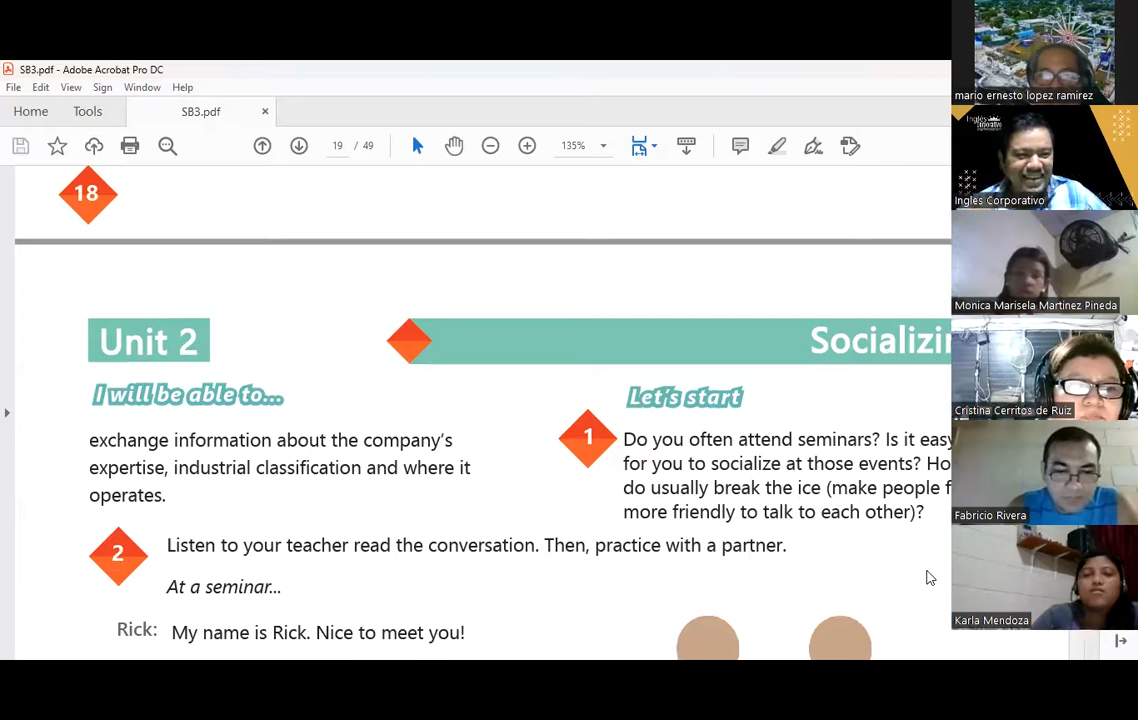 SB3.pdf - Adobe Acrobat Pro DC
File Edit View Sign Window Help
Home Tools SB3.pdf ×
19 / 49 135%
18
Unit 2
Socializin
I will be able to...
Let's start
exchange information about the company's
expertise, industrial classification and where it
operates.
1
Do you often attend seminars? Is it easy
for you to socialize at those events? Ho
do usually break the ice (make people f
more friendly to talk to each other)?
2
Listen to your teacher read the conversation. Then, practice with a partner.
At a seminar...
Rick: My name is Rick. Nice to meet you!
mario ernesto lopez ramirez
Inglés
Corporativo
Ingles Corporativo
Monica Marisela Martinez Pineda
Cristina Cerritos de Ruiz
Fabricio Rivera
Karla Mendoza